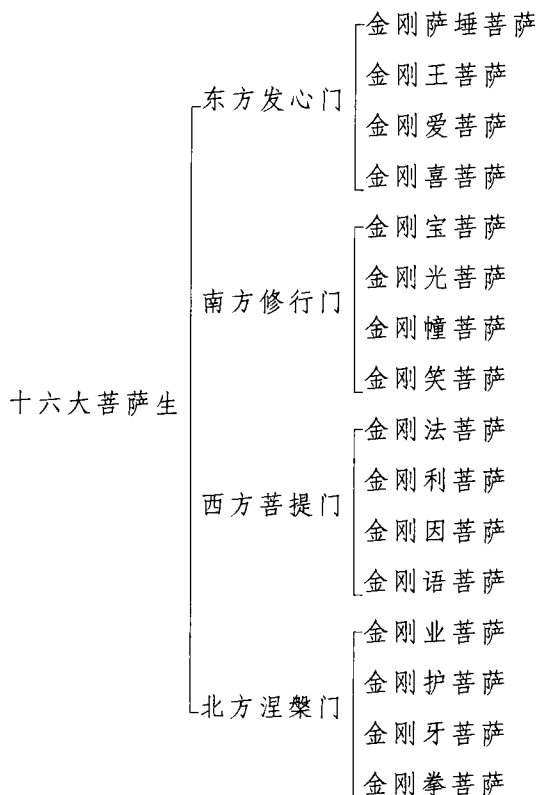 十六大菩萨生
东方发心门
金刚萨埵菩萨
金刚王菩萨
金刚爱菩萨
金刚喜菩萨
南方修行门
金刚宝菩萨
金刚光菩萨
金刚幢菩萨
金刚笑菩萨
西方菩提门
金刚法菩萨
金刚利菩萨
金刚因菩萨
金刚语菩萨
北方涅槃门
金刚业菩萨
金刚护菩萨
金刚牙菩萨
金刚拳菩萨